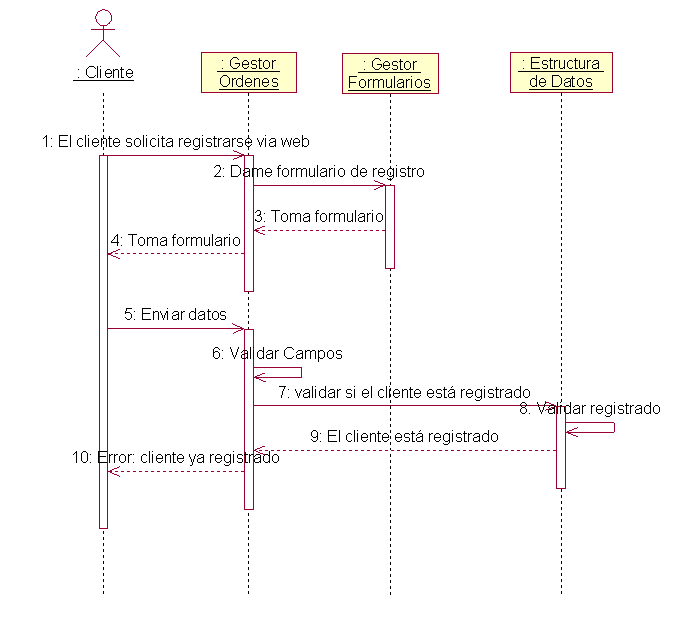 : Cliente
: Gestor
Ordenes
: Gestor
Formularios
: Estructura
de Datos
1: El cliente solicita registrarse via web
2: Dame formulario de registro
3: Toma formulario
4: Toma formulario
5: Enviar datos
6: Validar Campos
7: validar si el cliente está registrado
8: Validar registrado
9: El cliente está registrado
10: Error: cliente ya registrado